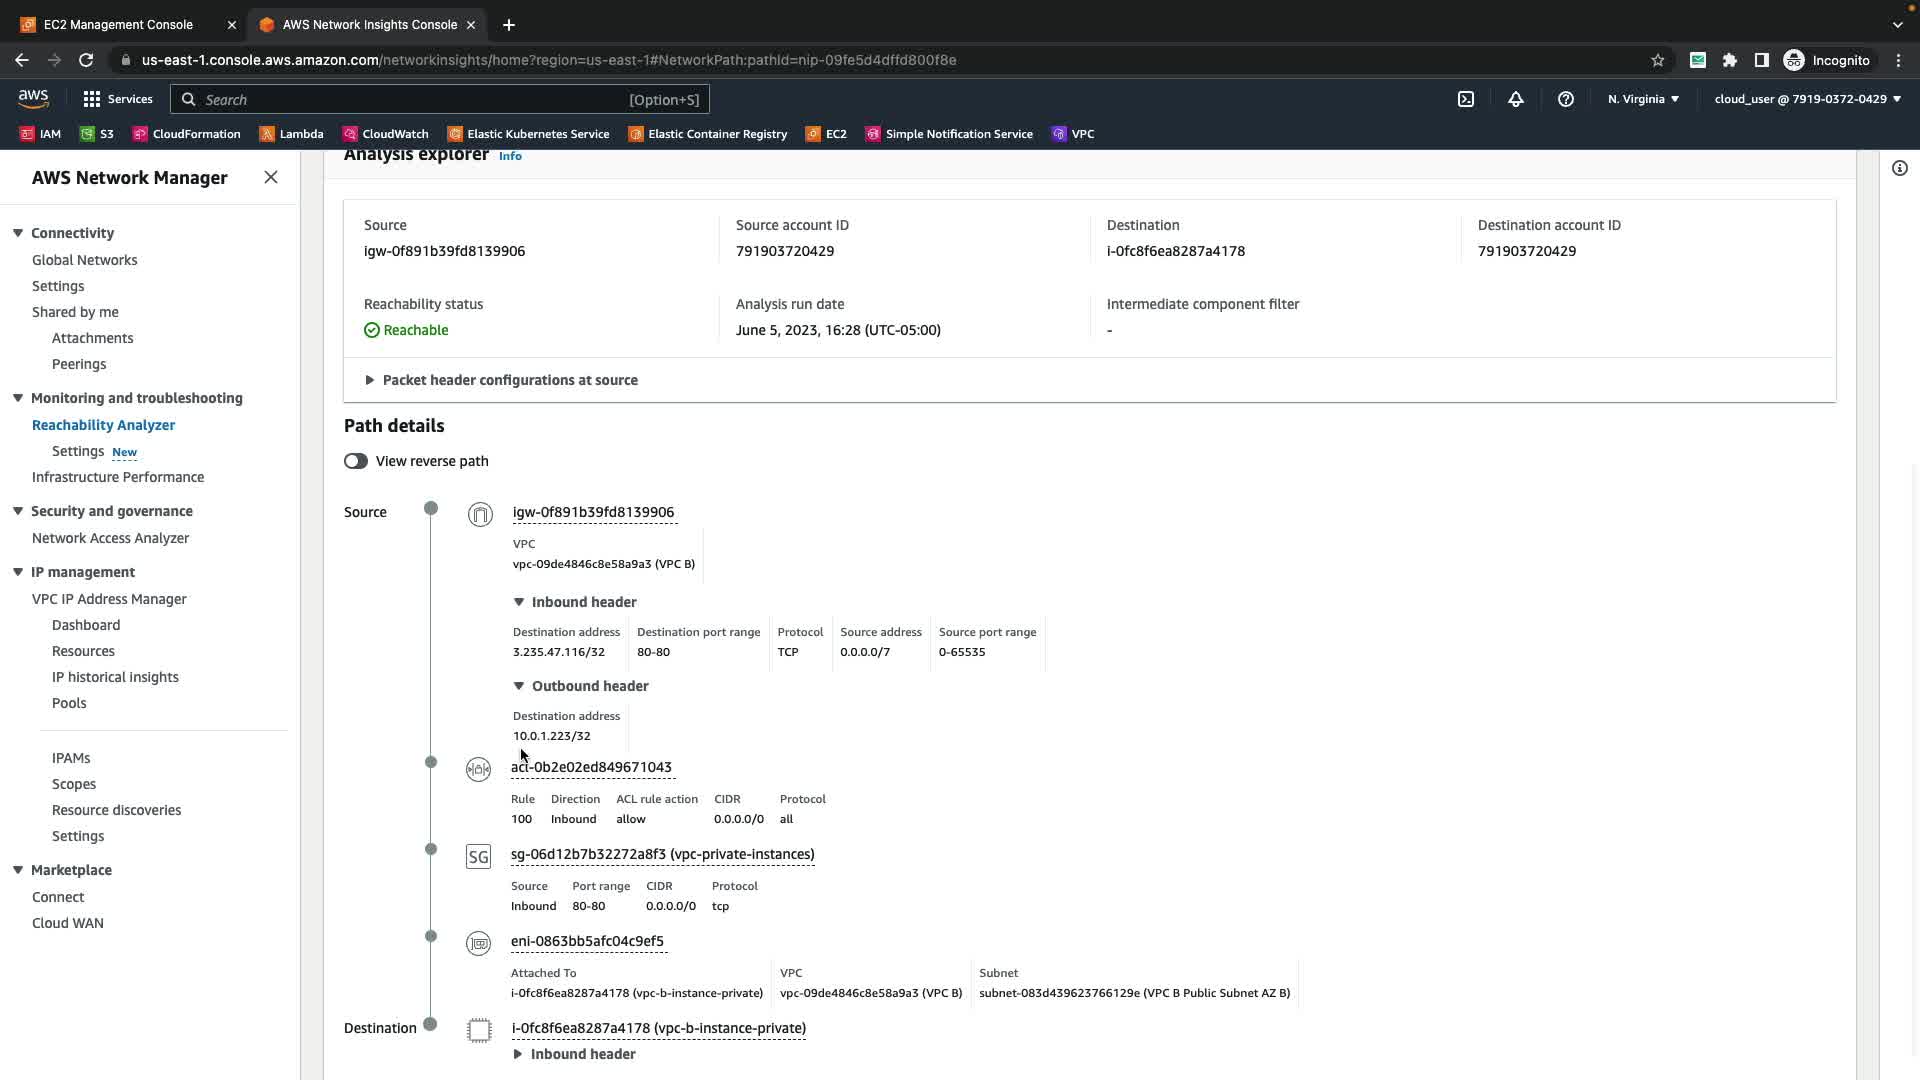 EC2 Management Console
AWS Network Insights Console
us-east-1.console.aws.amazon.com/networkinsights/home?region=us-east-1#NetworkPath:pathId=nip-09fe5d4dffd800f8e
Incognito
aws
Services
Search
[Option+S]
N. Virginia
cloud_user @ 7919-0372-0429
IAM
S3
CloudFormation
Lambda
CloudWatch
Elastic Kubernetes Service
Elastic Container Registry
EC2
Simple Notification Service
VPC
AWS Network Manager
Connectivity
Global Networks
Settings
Shared by me
Attachments
Peerings
Monitoring and troubleshooting
Reachability Analyzer
Settings New
Infrastructure Performance
Security and governance
Network Access Analyzer
IP management
VPC IP Address Manager
Dashboard
Resources
IP historical insights
Pools
IPAMs
Scopes
Resource discoveries
Settings
Marketplace
Connect
Cloud WAN
Analysis explorer Info
Source
igw-0f891b39fd8139906
Source account ID
791903720429
Destination
i-0fc8f6ea8287a4178
Destination account ID
791903720429
Reachability status
Reachable
Analysis run date
June 5, 2023, 16:28 (UTC-05:00)
Intermediate component filter
-
Packet header configurations at source
Path details
View reverse path
Source
igw-0f891b39fd8139906
VPC
vpc-09de4846c8e58a9a3 (VPC B)
Inbound header
Destination address Destination port range Protocol Source address Source port range
3.235.47.116/32 80-80 TCP 0.0.0.0/7 0-65535
Outbound header
Destination address
10.0.1.223/32
acl-0b2e02ed849671043
Rule Direction ACL rule action CIDR Protocol
100 Inbound allow 0.0.0.0/0 all
SG
sg-06d12b7b32272a8f3 (vpc-private-instances)
Source Port range CIDR Protocol
Inbound 80-80 0.0.0.0/0 tcp
eni-0863bb5afc04c9ef5
Attached To VPC Subnet
i-0fc8f6ea8287a4178 (vpc-b-instance-private) vpc-09de4846c8e58a9a3 (VPC B) subnet-083d439623766129e (VPC B Public Subnet AZ B)
Destination
i-0fc8f6ea8287a4178 (vpc-b-instance-private)
Inbound header